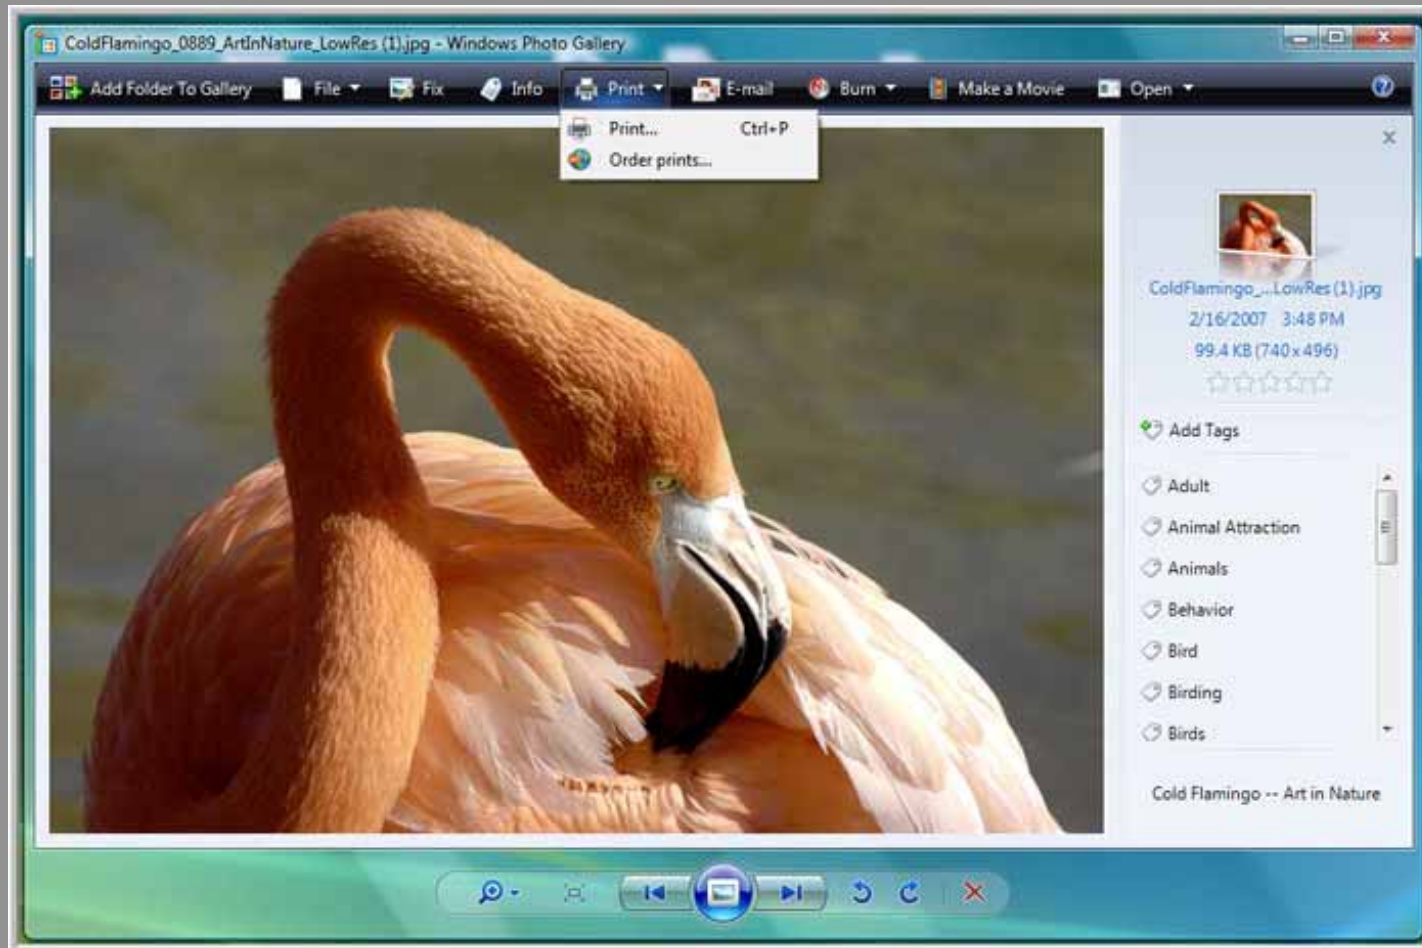 ColdFlamingo_0889_ArtInNature_LowRes (1).jpg - Windows Photo Gallery
Add Folder To Gallery File Fix Info Print E-mail Burn Make a Movie Open
Print... Ctrl+P
Order prints...
ColdFlamingo_...LowRes (1).jpg
2/16/2007 3:48 PM
99.4 KB (740 x 496)
Add Tags
Adult
Animal Attraction
Animals
Behavior
Bird
Birding
Birds
Cold Flamingo -- Art in Nature